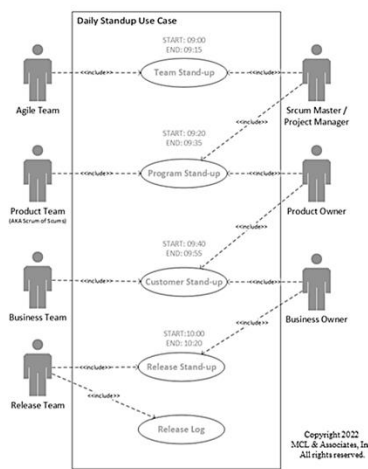 Daily Standup Use Case
START: 09:00
END: 09:15
<<include>>
Team Stand-up
<<include>>
Agile Team
Srcum Master /
Project Manager
<<include>>
START: 09:20
END: 09:35
<<include>>
Program Stand-up
<<include>>
Product Team
(AKA Scrum of Scums)
Product Owner
<<include>>
START: 09:40
END: 09:55
<<include>>
Customer Stand-up
<<include>>
Business Team
Business Owner
<<include>>
START:10:00
END: 10:20
<<include>>
Release Stand-up
Release Team
<<include>>
Release Log
Copyright 2022
MCL & Associates, In
All rights reserved.